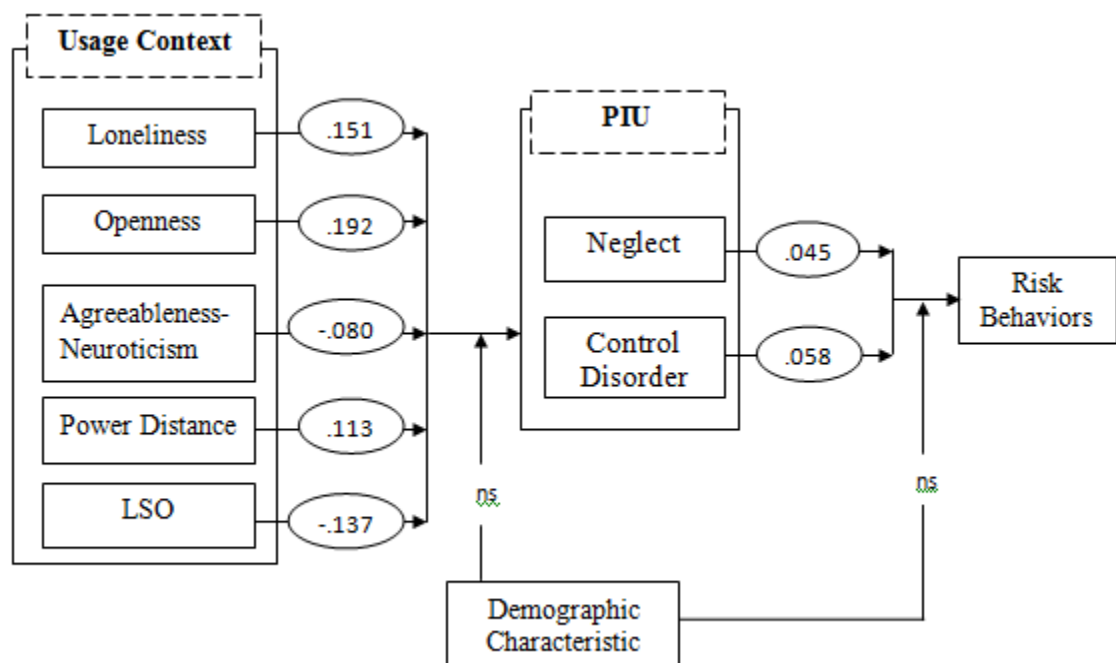 Usage Context
Loneliness
.151
Openness
.192
Agreeableness-
Neuroticism
-.080
Power Distance
.113
LSO
-.137
PIU
Neglect
.045
Control
Disorder
.058
Risk
Behaviors
ns
ns
Demographic
Characteristic